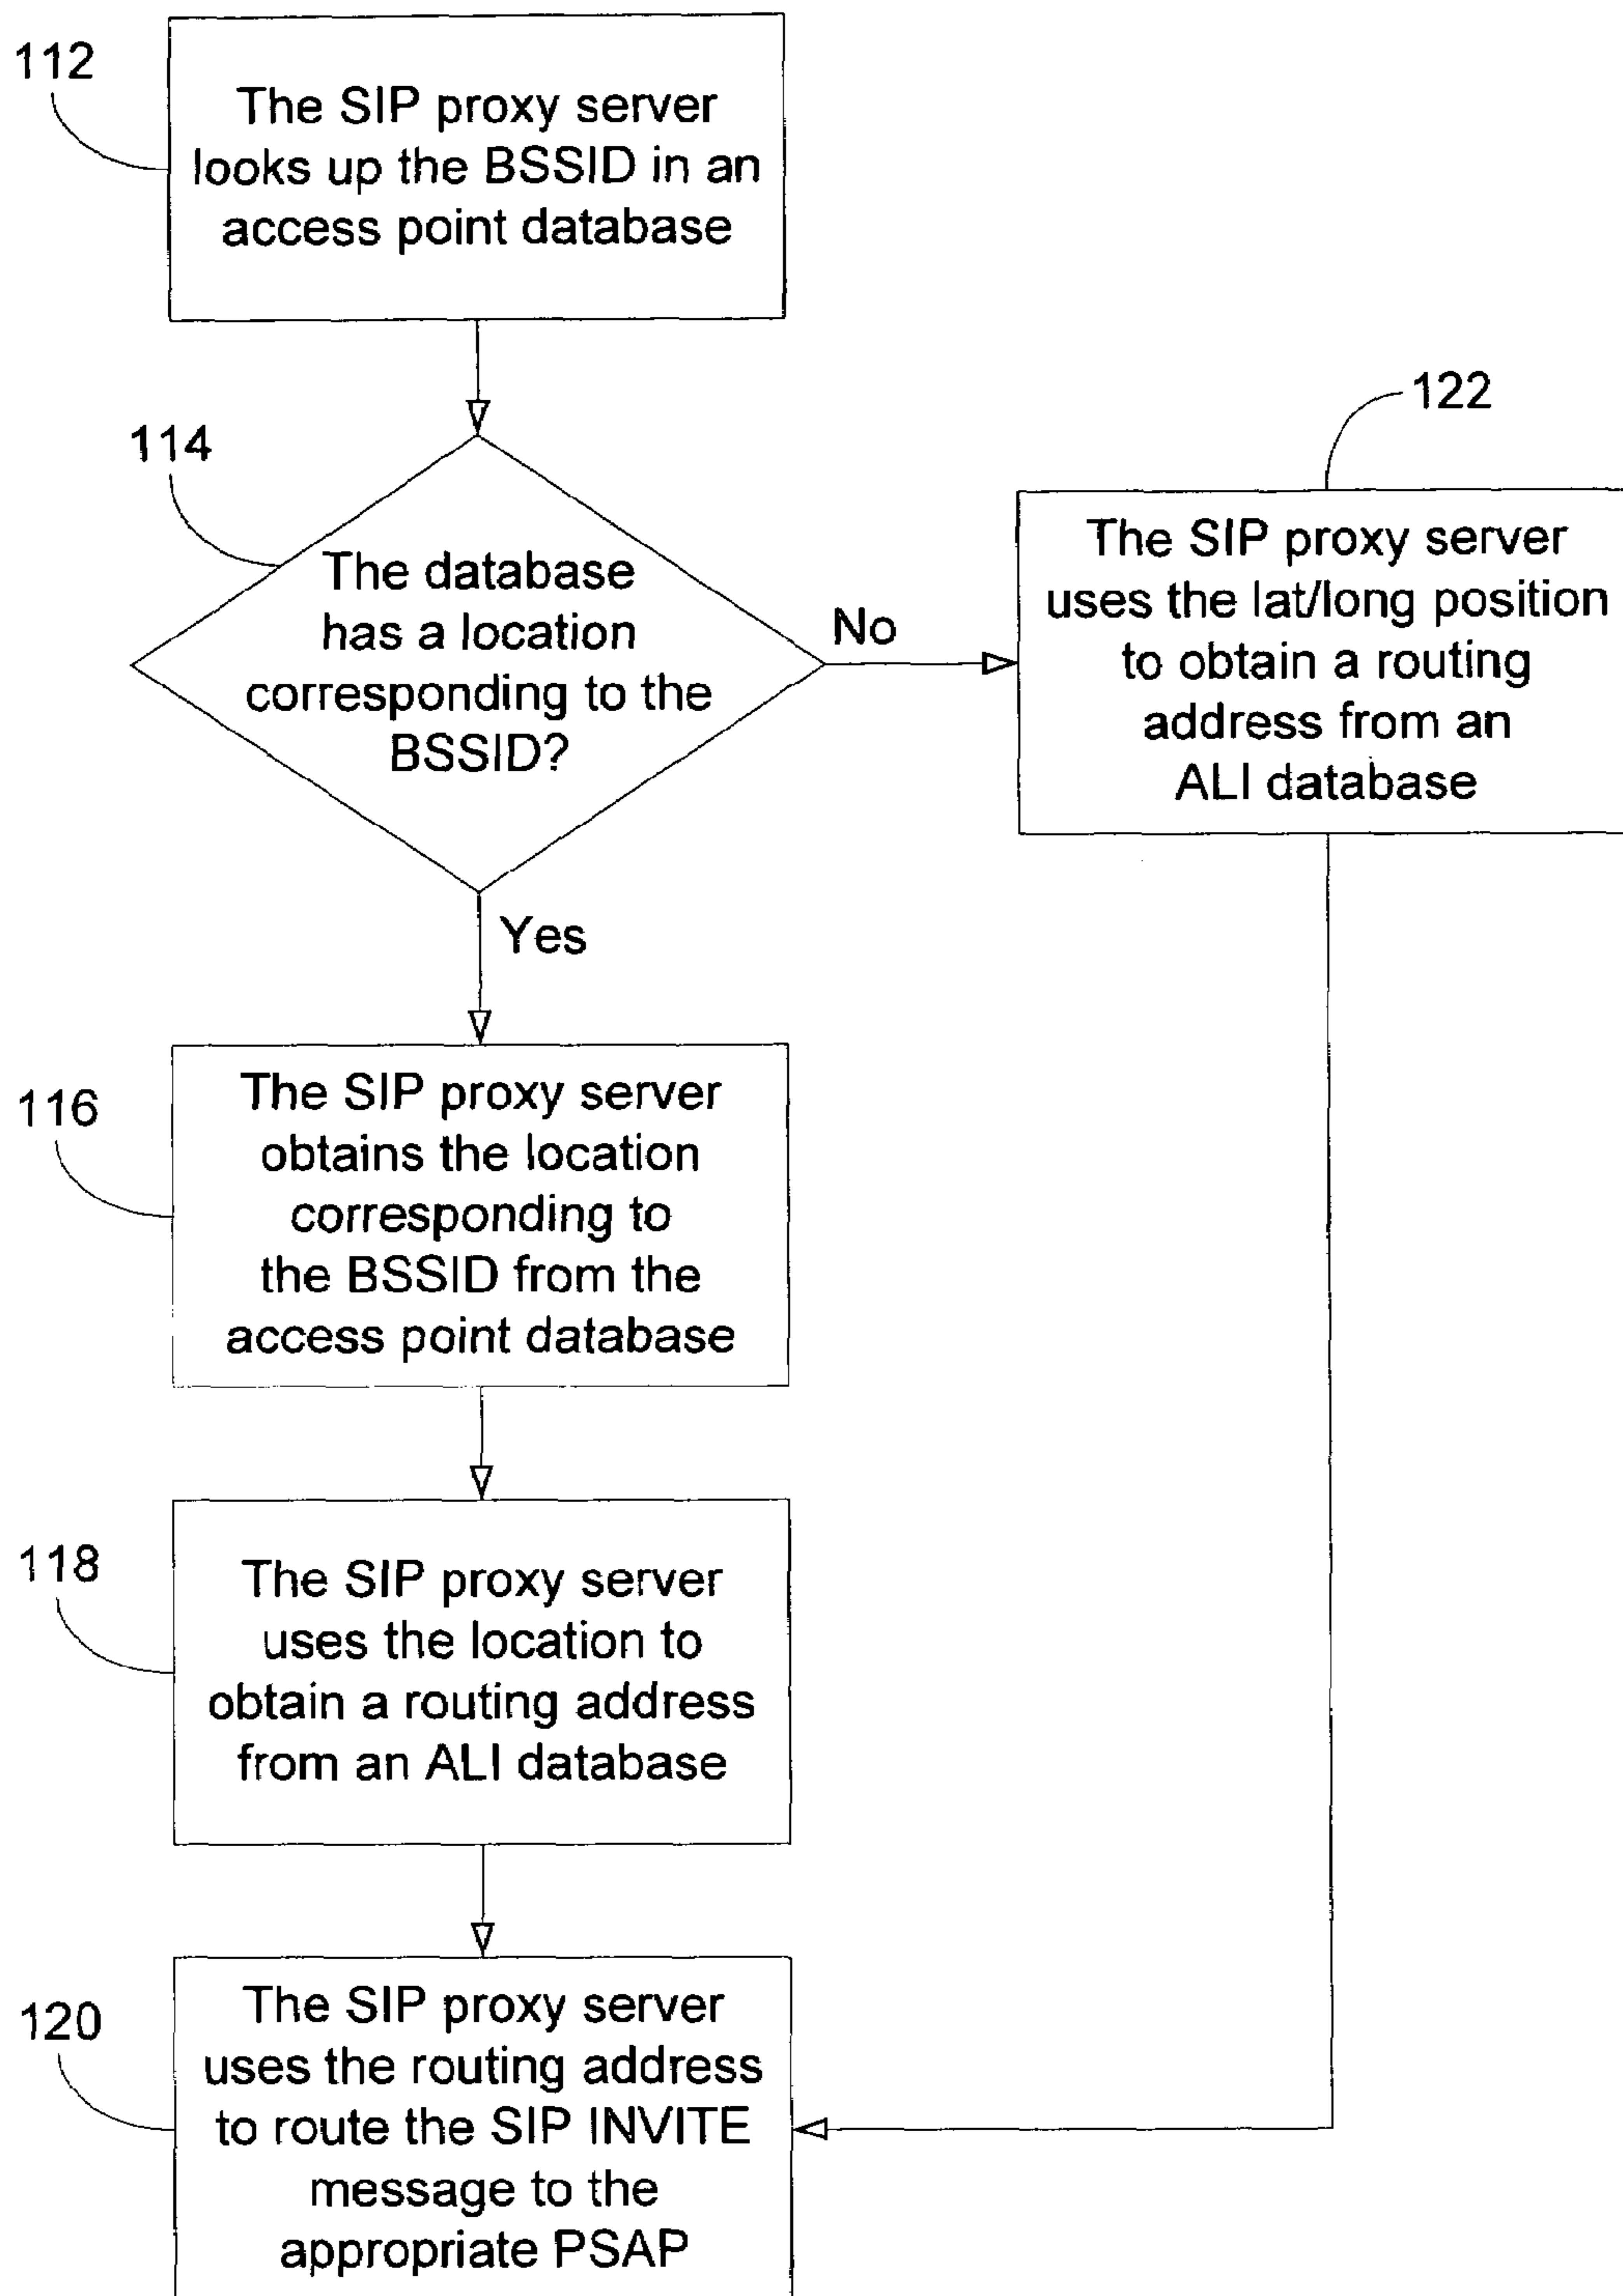 112
The SIP proxy server
looks up the BSSID in an
access point database
114
The database
has a location
corresponding to the
BSSID?
No
122
The SIP proxy server
uses the lat/long position
to obtain a routing
address from an
ALI database
Yes
116
The SIP proxy server
obtains the location
corresponding to
the BSSID from the
access point database
118
The SIP proxy server
uses the location to
obtain a routing address
from an ALI database
120
The SIP proxy server
uses the routing address
to route the SIP INVITE
message to the
appropriate PSAP